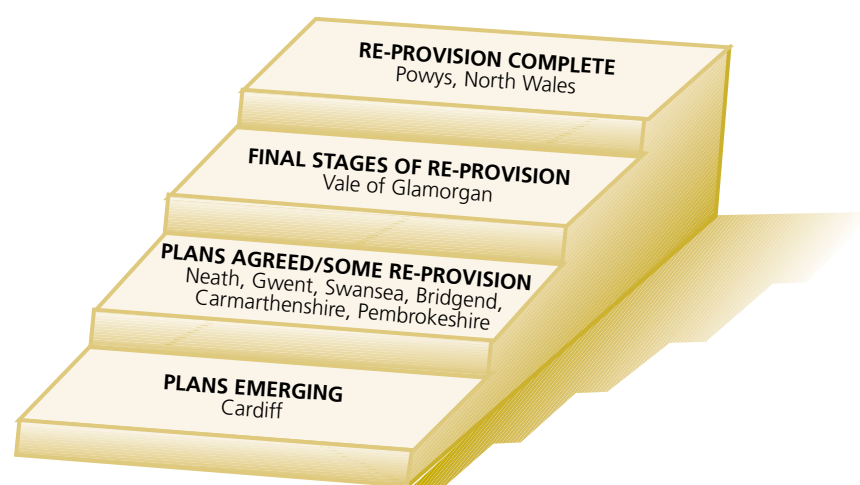 RE-PROVISION COMPLETE
Powys, North Wales
FINAL STAGES OF RE-PROVISION
Vale of Glamorgan
PLANS AGREED/SOME RE-PROVISION
Neath, Gwent, Swansea, Bridgend,
Carmarthenshire, Pembrokeshire
PLANS EMERGING
Cardiff